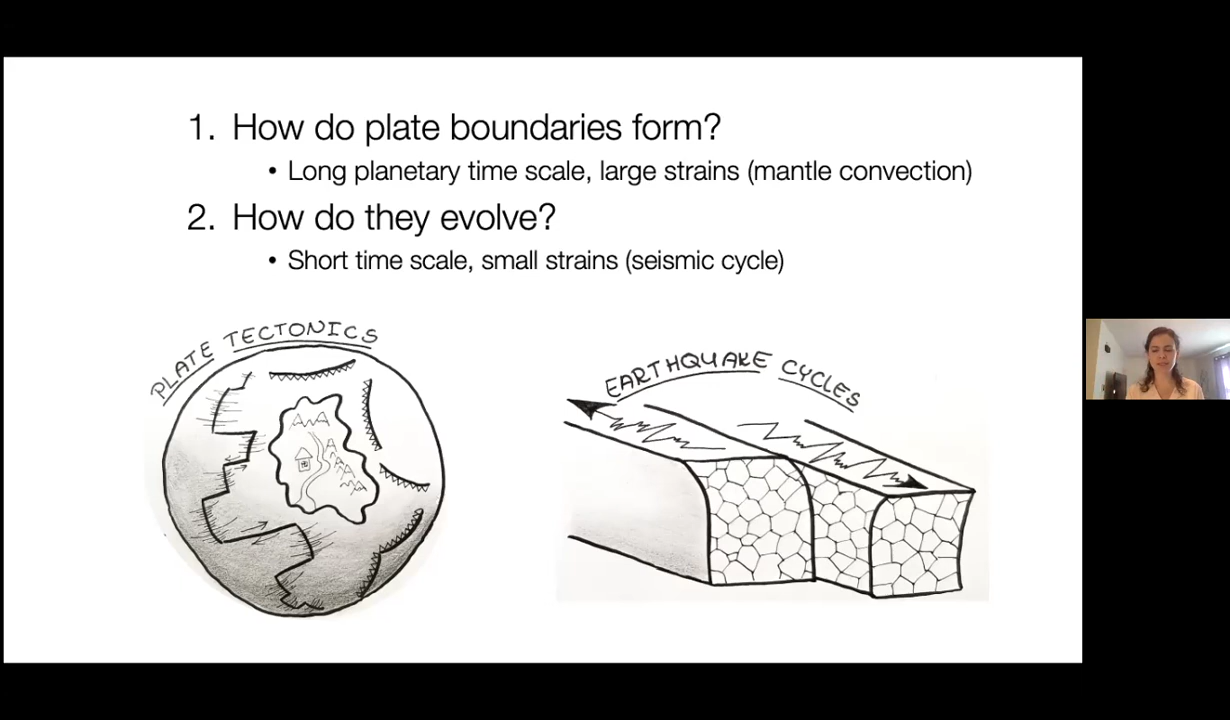 1. How do plate boundaries form?
• Long planetary time scale, large strains (mantle convection)
2. How do they evolve?
• Short time scale, small strains (seismic cycle)
PLATE TECTONICS
EARTHQUAKE CYCLES